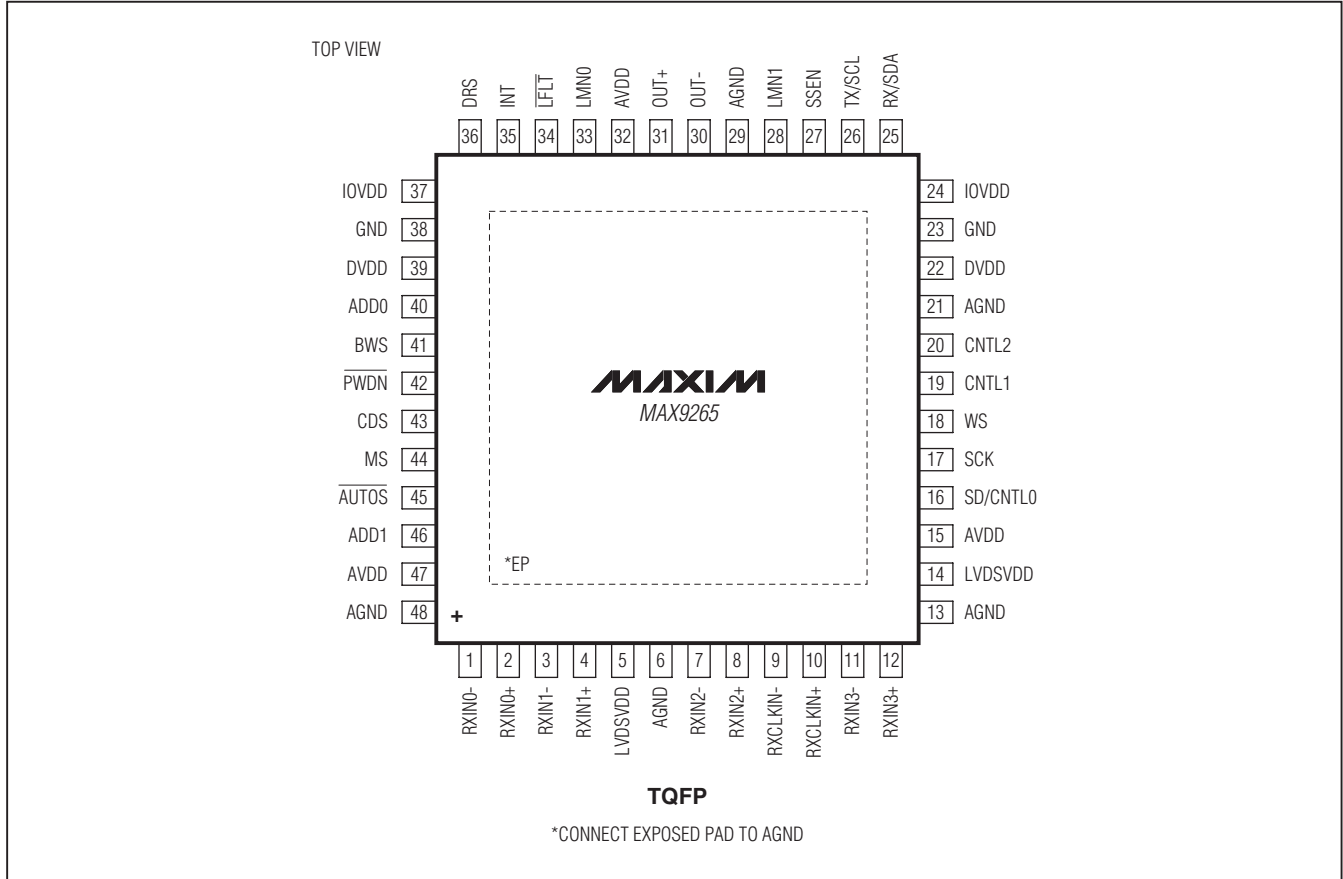 TOP VIEW
DRS
INT
LFLT
LMN0
AVDD
OUT+
OUT-
AGND
LMN1
SSEN
TX/SCL
RX/SDA
36 35 34 33 32 31 30 29 28 27 26 25
IOVDD 37
GND 38
DVDD 39
ADD0 40
BWS 41
PWDN 42
CDS 43
MS 44
AUTOS 45
ADD1 46
AVDD 47
AGND 48
+
MAXIM
MAX9265
*EP
24 IOVDD
23 GND
22 DVDD
21 AGND
20 CNTL2
19 CNTL1
18 WS
17 SCK
16 SD/CNTL0
15 AVDD
14 LVDSVDD
13 AGND
1 2 3 4 5 6 7 8 9 10 11 12
RXIN0-
RXIN0+
RXIN1-
RXIN1+
LVDSVDD
AGND
RXIN2-
RXIN2+
RXCLKIN-
RXCLKIN+
RXIN3-
RXIN3+
TQFP
*CONNECT EXPOSED PAD TO AGND